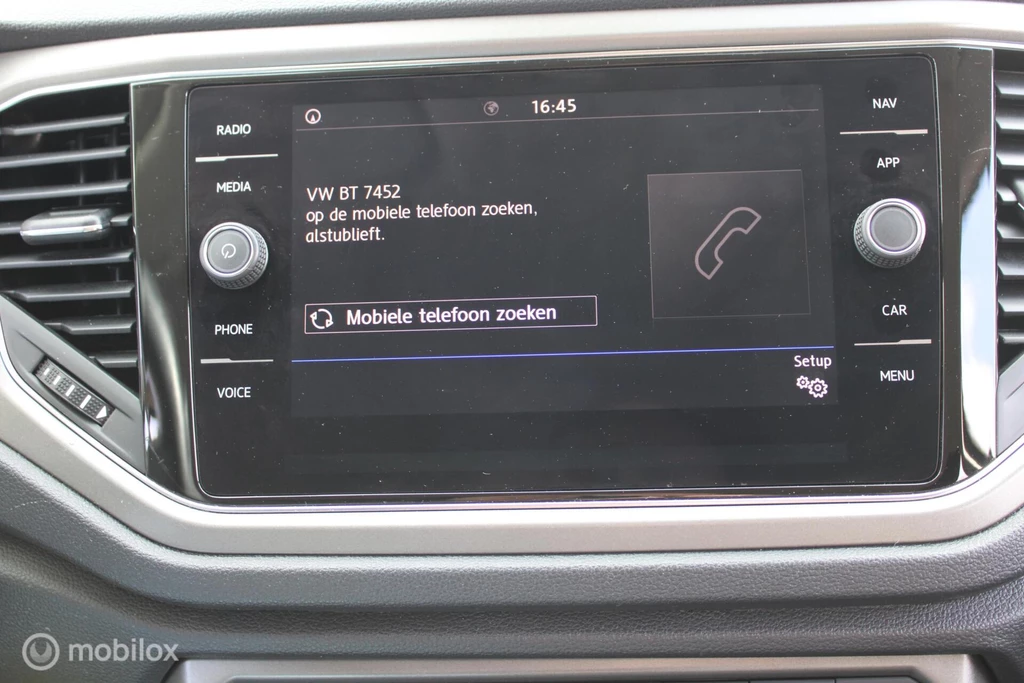 16:45
RADIO
MEDIA
PHONE
VOICE
VW BT 7452
op de mobiele telefoon zoeken,
alstublieft.
Mobiele telefoon zoeken
Setup
NAV
APP
CAR
MENU
mobilox